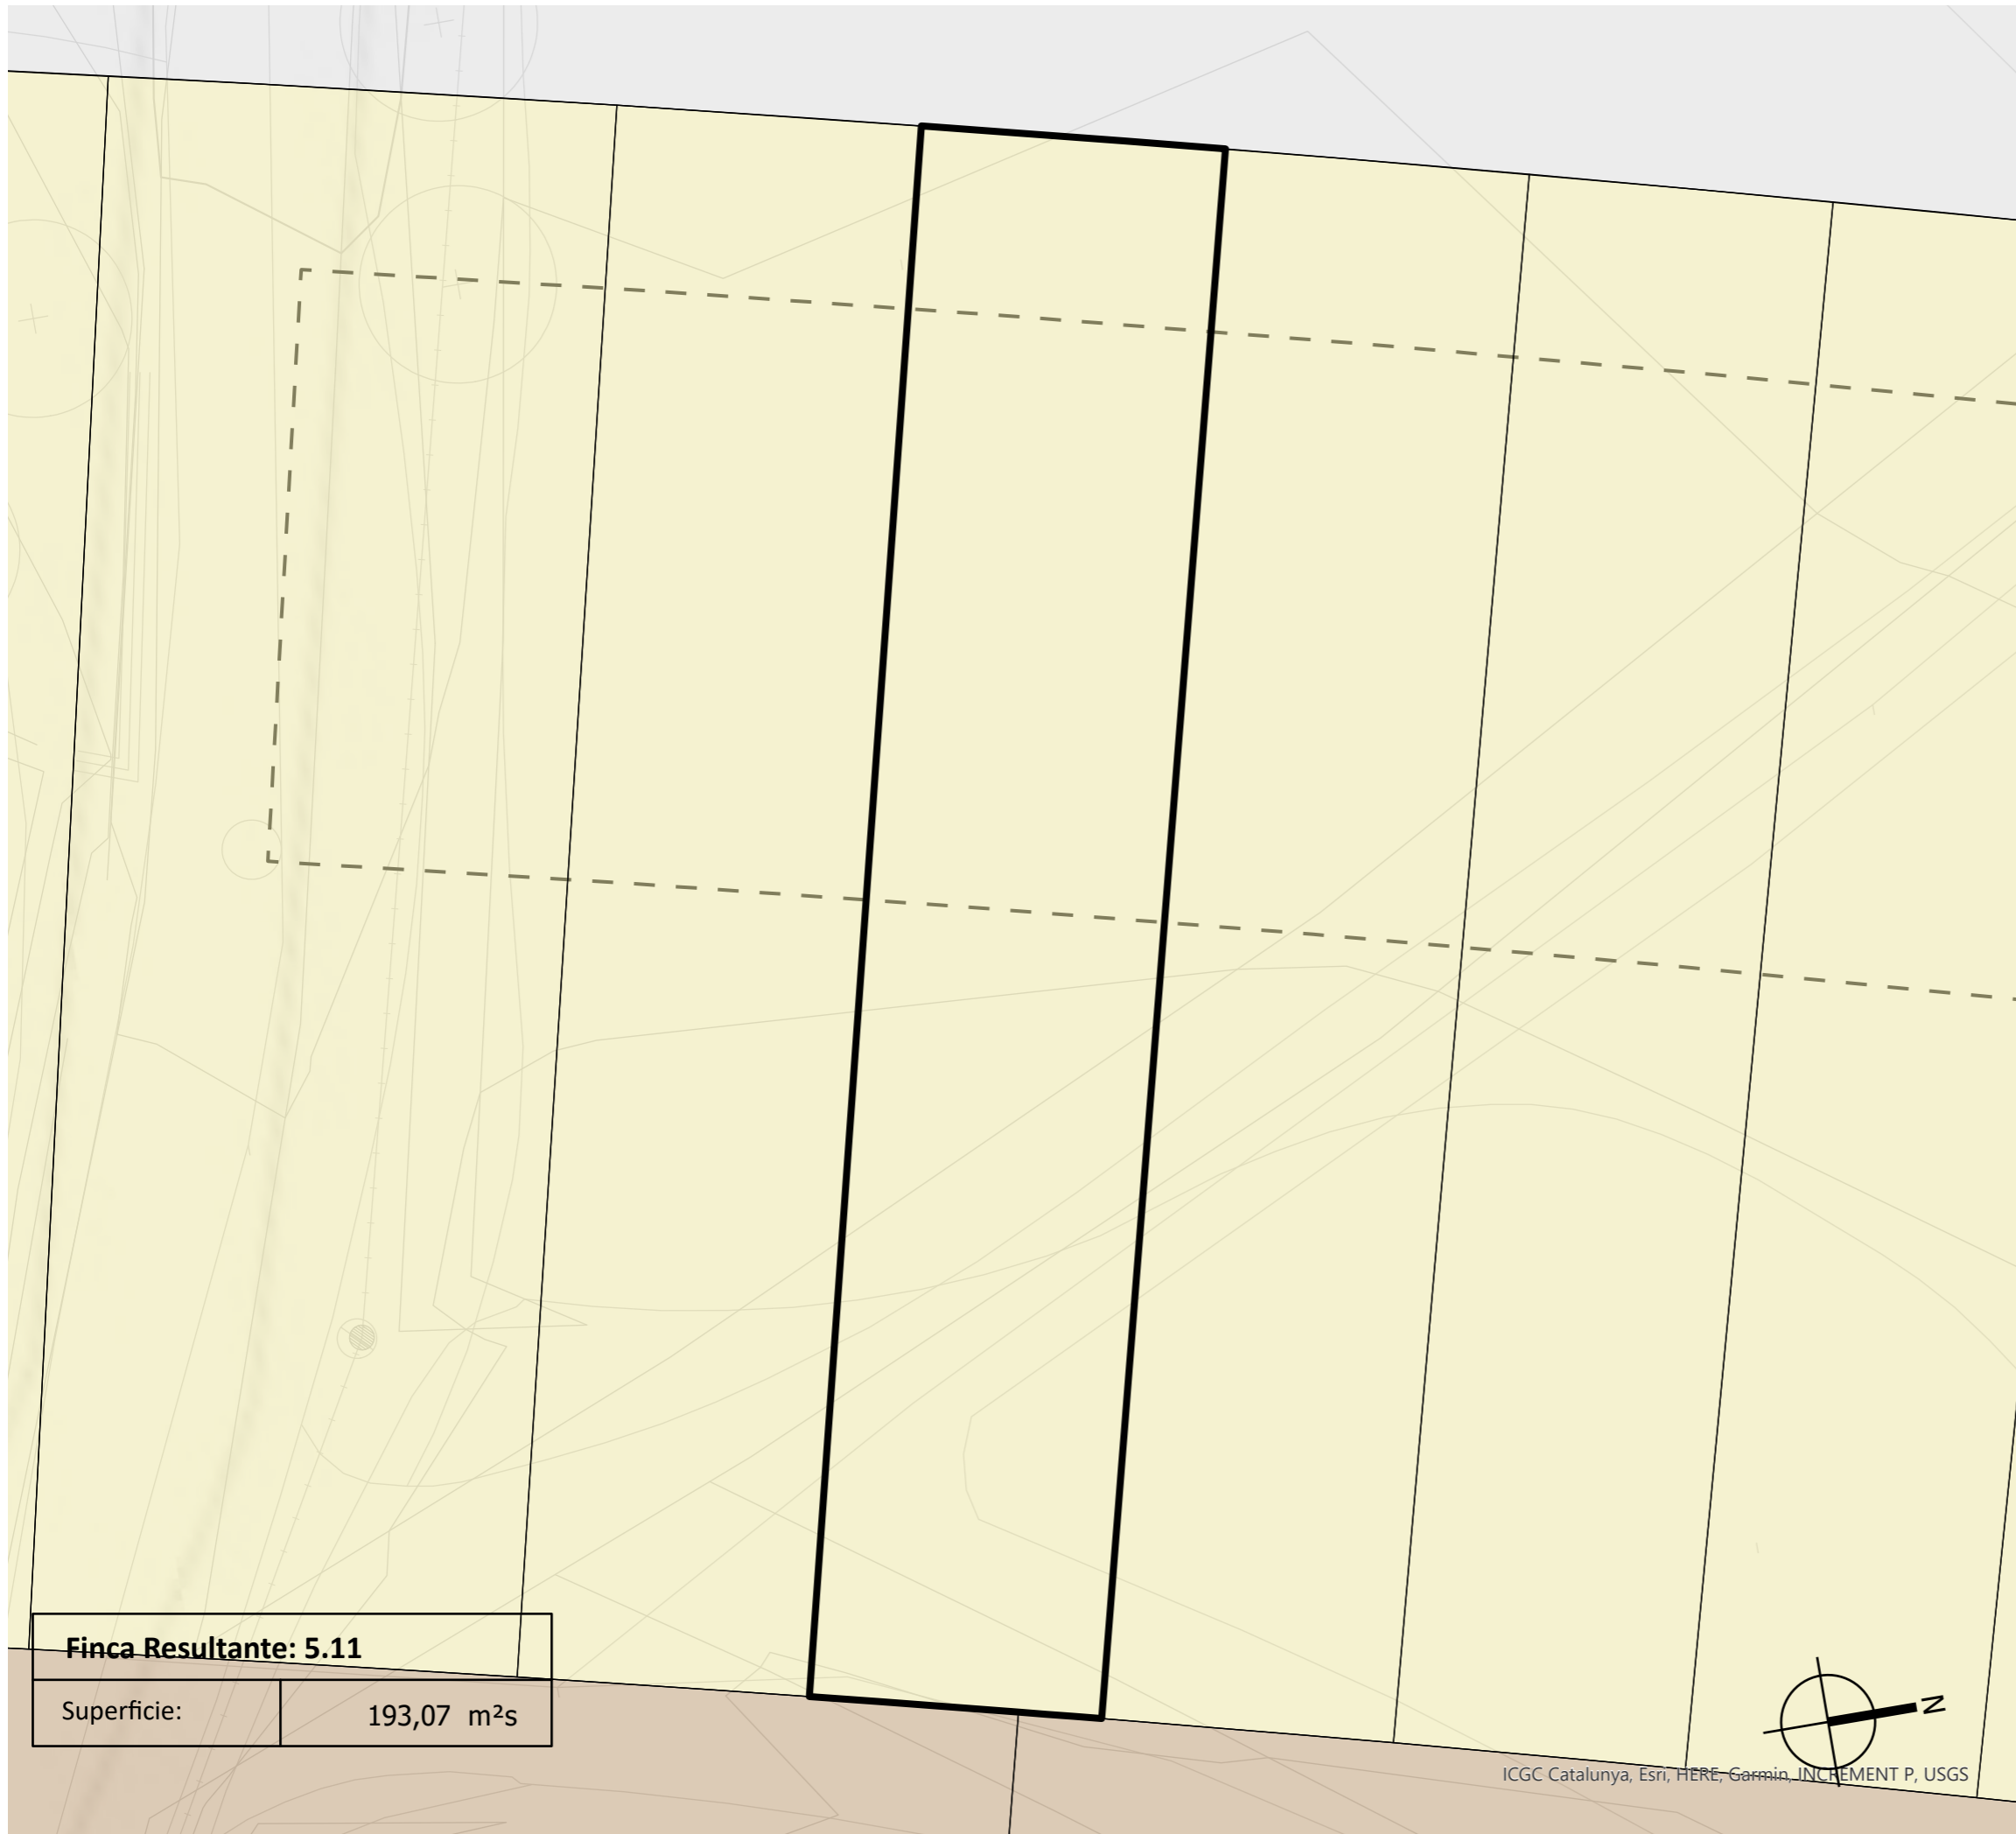 Finca Resultante: 5.11
Superficie: 193,07 m²s
N
ICGC Catalunya, Esri, HERE, Garmin, INCREMENT P, USGS